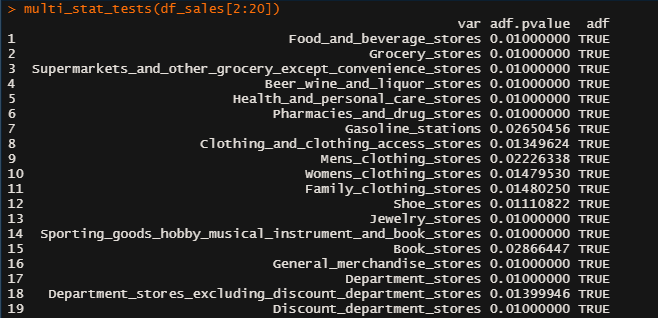 > multi_stat_tests(df_sales[2:20])
var adf.pvalue adf
1 Food_and_beverage_stores 0.01000000 TRUE
2 Grocery_stores 0.01000000 TRUE
3 Supermarkets_and_other_grocery_except_convenience_stores 0.01000000 TRUE
4 Beer_wine_and_liquor_stores 0.01000000 TRUE
5 Health_and_personal_care_stores 0.01000000 TRUE
6 Pharmacies_and_drug_stores 0.01000000 TRUE
7 Gasoline_stations 0.02650456 TRUE
8 Clothing_and_clothing_access_stores 0.01349624 TRUE
9 Mens_clothing_stores 0.02226338 TRUE
10 Womens_clothing_stores 0.01479530 TRUE
11 Family_clothing_stores 0.01480250 TRUE
12 Shoe_stores 0.01110822 TRUE
13 Jewelry_stores 0.01000000 TRUE
14 Sporting_goods_hobby_musical_instrument_and_book_stores 0.01000000 TRUE
15 Book_stores 0.02866447 TRUE
16 General_merchandise_stores 0.01000000 TRUE
17 Department_stores 0.01000000 TRUE
18 Department_stores_excluding_discount_department_stores 0.01399946 TRUE
19 Discount_department_stores 0.01000000 TRUE